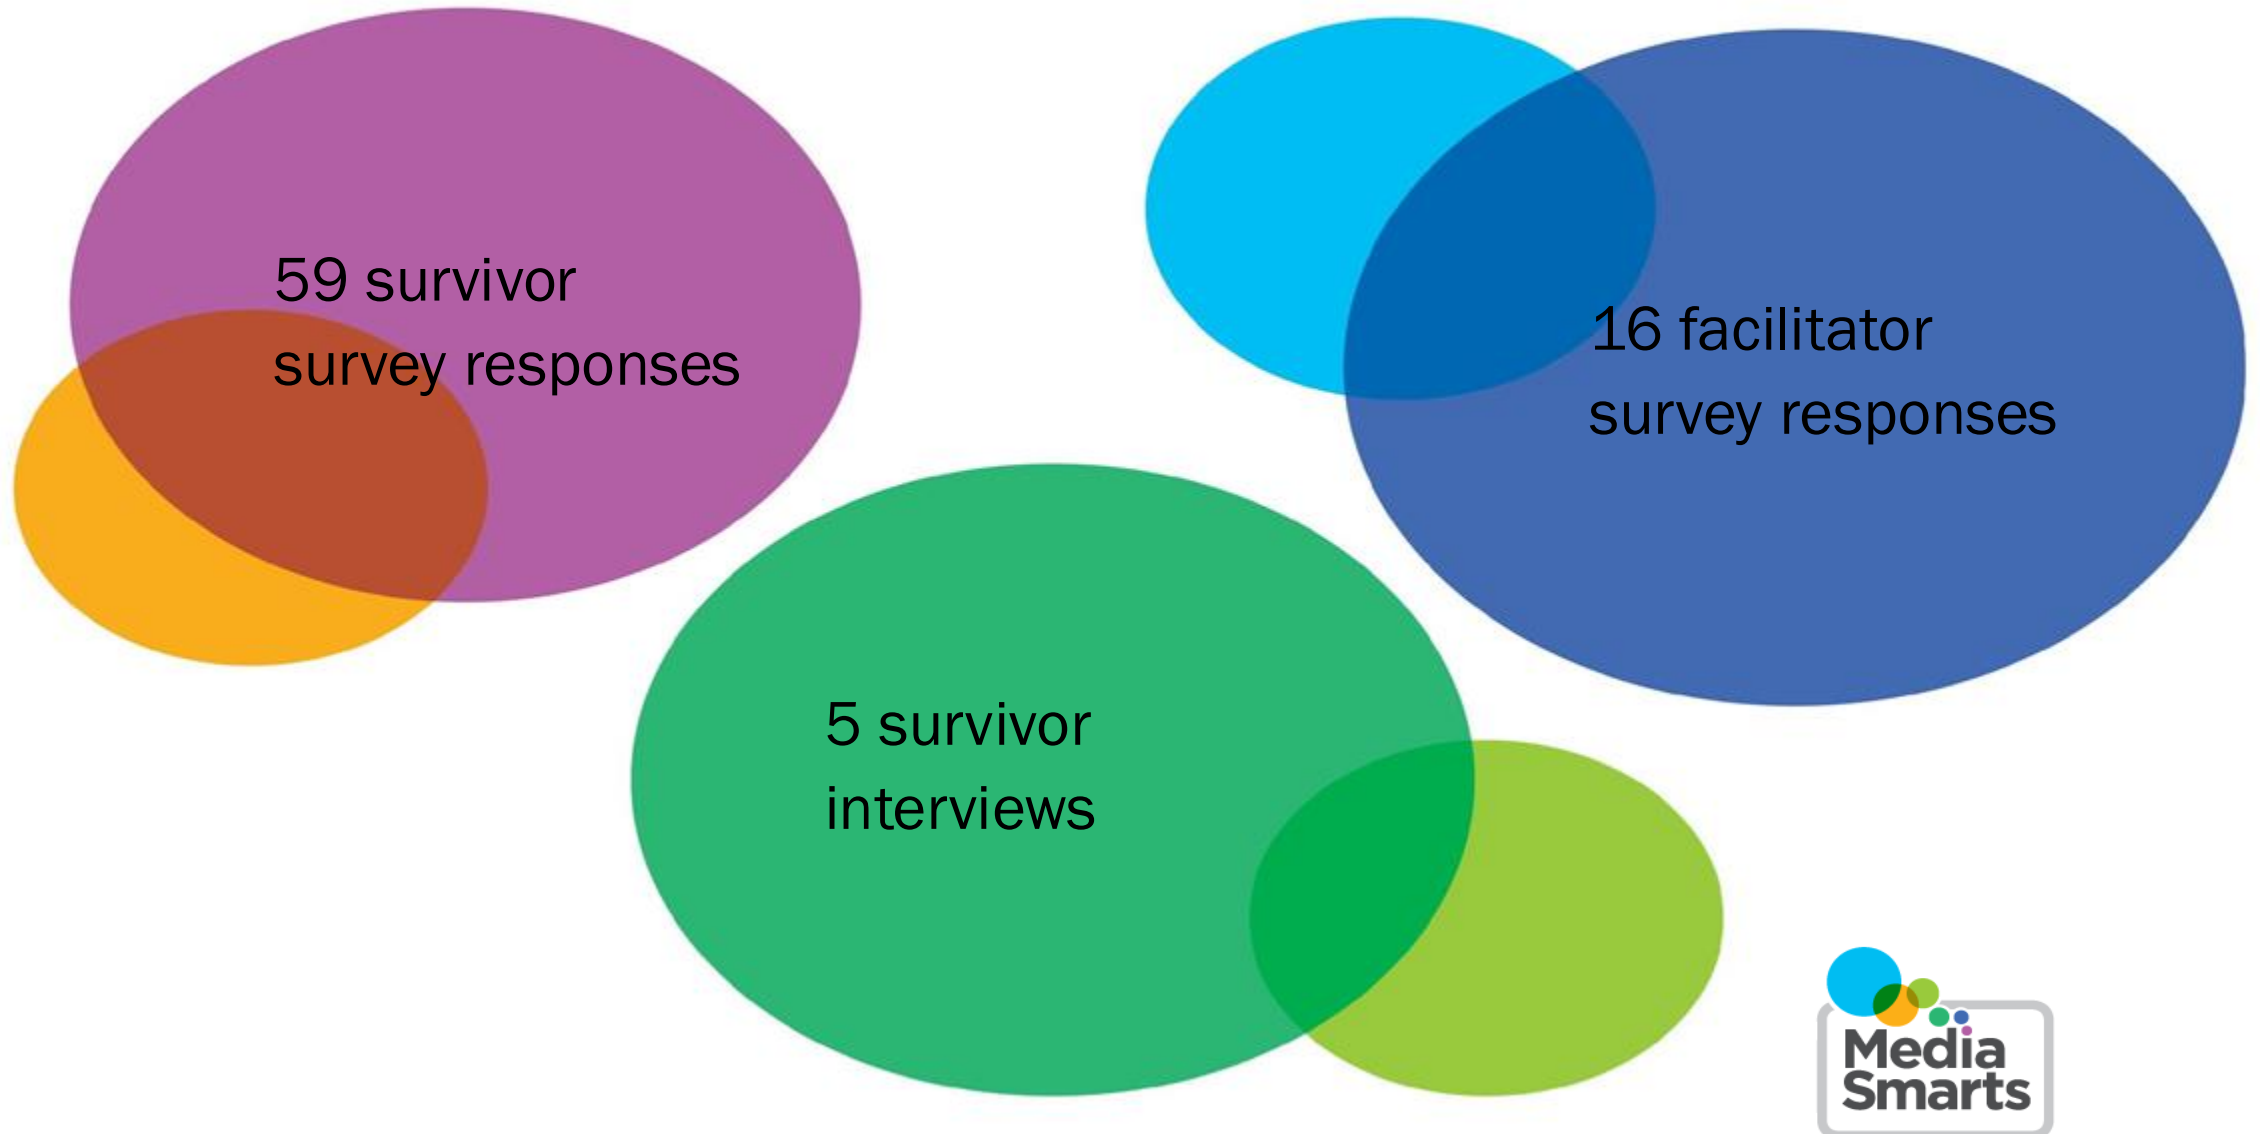 59 survivor
survey responses
16 facilitator
survey responses
5 survivor
interviews
Media
Smarts